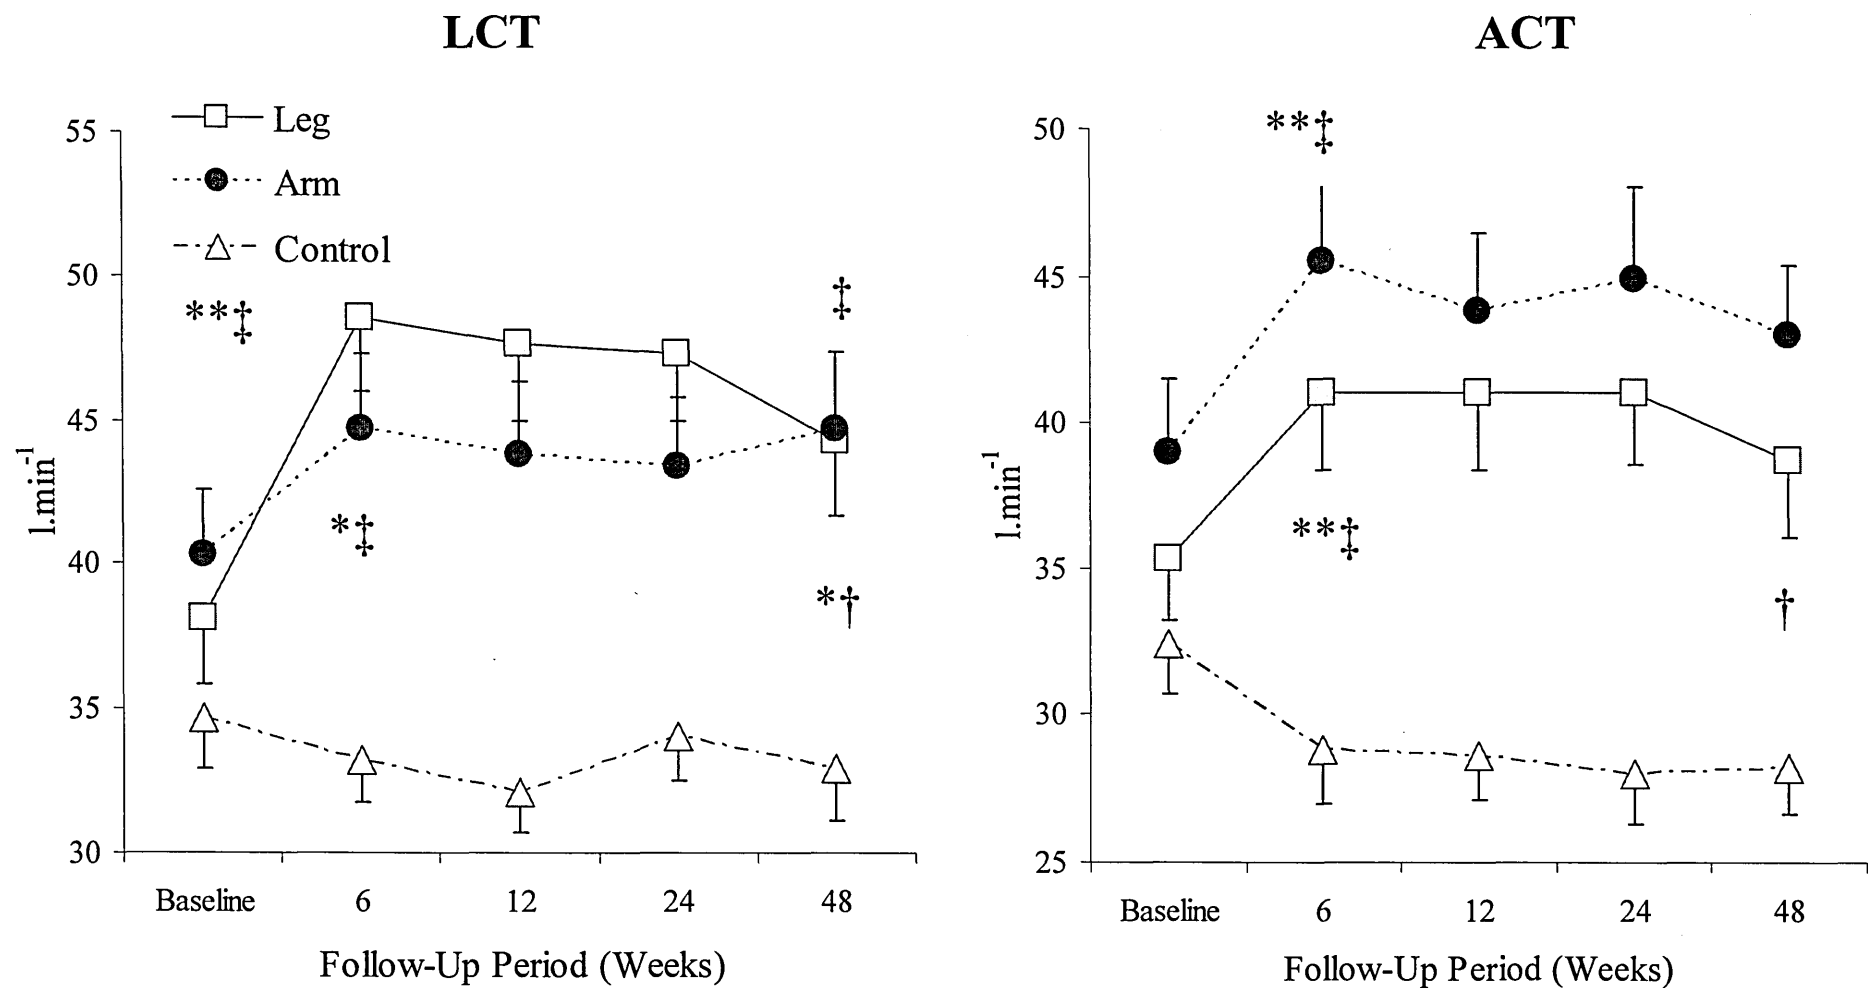 LCT
Leg
Arm
Control
55
50
45
40
35
30
l.min-1
**‡
‡
*‡
‡
‡
*†
Baseline 6 12 24 48
Follow-Up Period (Weeks)
ACT
50
45
40
35
30
25
l.min-1
**‡
‡
**‡
‡
†
Baseline 6 12 24 48
Follow-Up Period (Weeks)